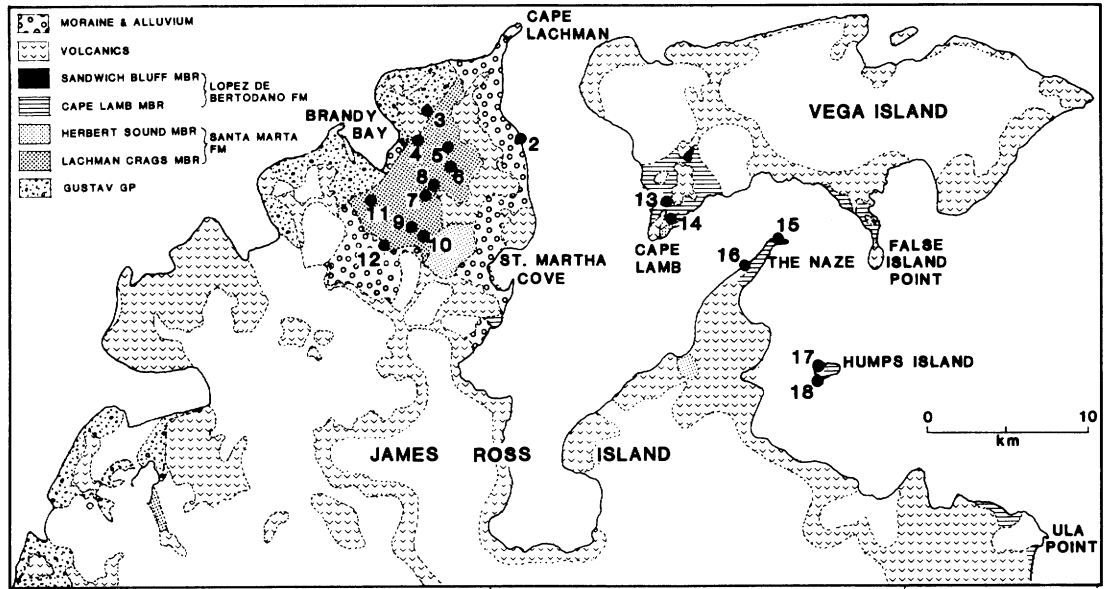 MORAINE & ALLUVIUM
VOLCANICS
SANDWICH BLUFF MBR
CAPE LAMB MBR
LOPEZ DE
BERTODANO FM
HERBERT SOUND MBR
LACHMAN CRAGS MBR
SANTA MARTA
FM
GUSTAV GP
CAPE
LACHMAN
BRANDY
BAY
VEGA ISLAND
3
2
4
5
6
8
7
11
9
10
12
13
14
15
16
CAPE
LAMB
THE NAZE
FALSE
ISLAND
POINT
ST. MARTHA
COVE
17
HUMPS ISLAND
18
0
10
km
JAMES ROSS ISLAND
ULA
POINT